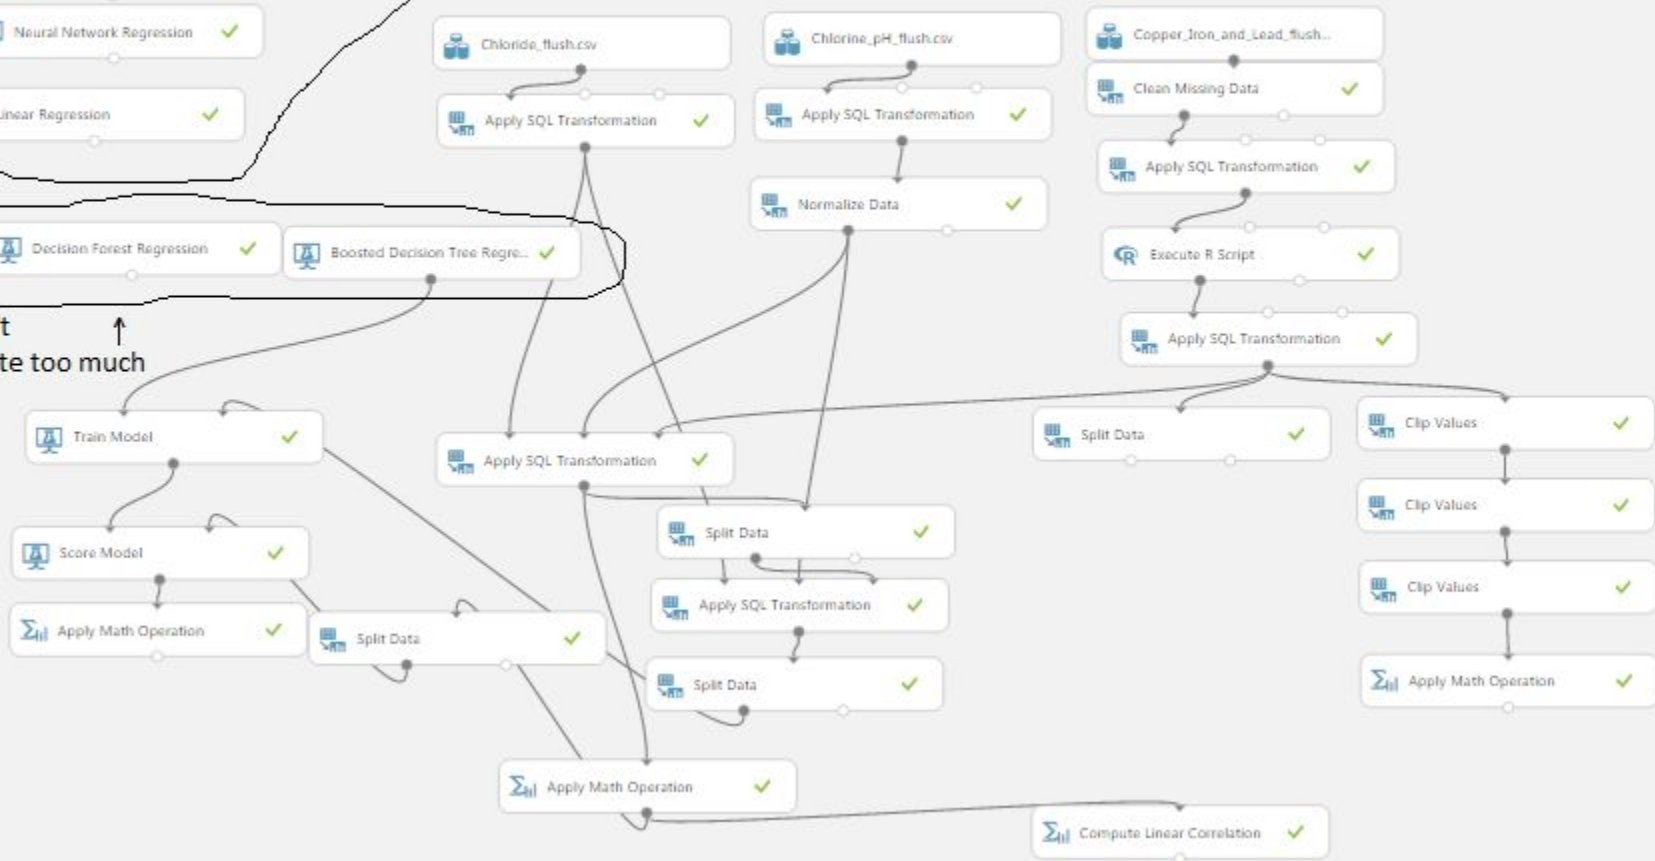 Neural Network Regression
Linear Regression
Chloride_flush.csv
Apply SQL Transformation
Chlorine_pH_flush.csv
Apply SQL Transformation
Normalize Data
Copper_Iron_and_Lead_flush...
Clean Missing Data
Apply SQL Transformation
Execute R Script
Apply SQL Transformation
Decision Forest Regression
Boosted Decision Tree Regre...
t
te too much
Train Model
Score Model
Apply Math Operation
Split Data
Apply SQL Transformation
Split Data
Apply SQL Transformation
Split Data
Split Data
Clip Values
Clip Values
Clip Values
Apply Math Operation
Apply Math Operation
Compute Linear Correlation